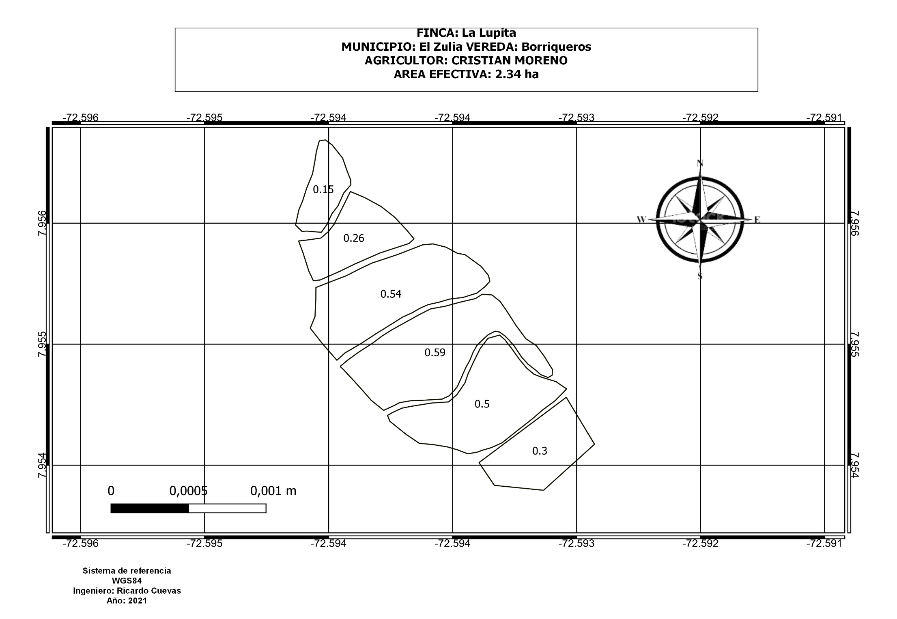 FINCA: La Lupita
MUNICIPIO: El Zulia VEREDA: Borriqueros
AGRICULTOR: CRISTIAN MORENO
AREA EFECTIVA: 2.34 ha
-72.596 -72.595 -72.594 -72.594 -72.593 -72.592 -72.591
N
W E
S
7.956 7.956
7.955 7.955
7.954 7.954
0.15
0.26
0.54
0.59
0.5
0.3
0 0,0005 0,001 m
-72.596 -72.595 -72.594 -72.594 -72.593 -72.592 -72.591
Sistema de referencia
WGS84
Ingeniero: Ricardo Cuevas
Año: 2021